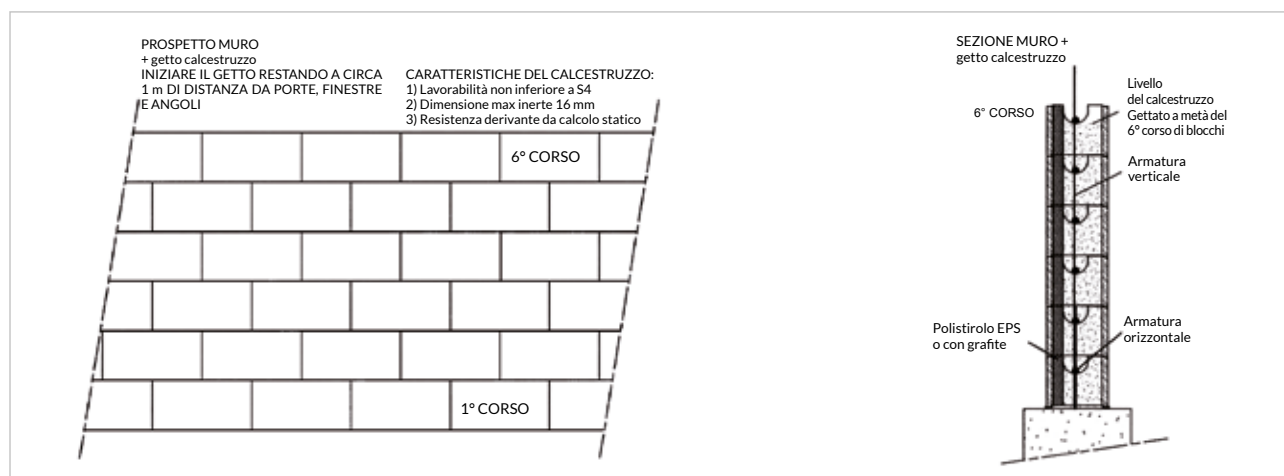 PROSPETTO MURO
+ getto calcestruzzo
INIZIARE IL GETTO RESTANDO A CIRCA
1 m DI DISTANZA DA PORTE, FINESTRE
E ANGOLI
CARATTERISTICHE DEL CALCESTRUZZO:
1) Lavorabilità non inferiore a S4
2) Dimensione max inerte 16 mm
3) Resistenza derivante da calcolo statico
6° CORSO
1° CORSO
SEZIONE MURO +
getto calcestruzzo
6° CORSO
Livello
del calcestruzzo
Gettato a metà del
6° corso di blocchi
Armatura
verticale
Polistirolo EPS
o con grafite
Armatura
orizzontale